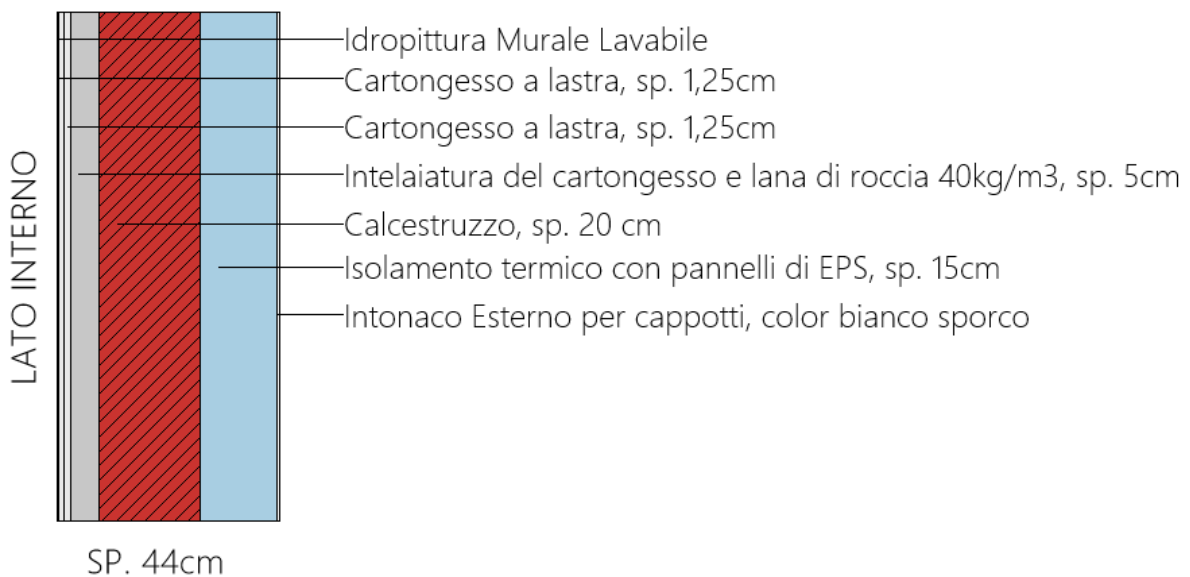 Idropittura Murale Lavabile
Cartongesso a lastra, sp. 1,25cm
Cartongesso a lastra, sp. 1,25cm
Intelaiatura del cartongesso e lana di roccia 40kg/m3, sp. 5cm
Calcestruzzo, sp. 20 cm
Isolamento termico con pannelli di EPS, sp. 15cm
Intonaco Esterno per cappotti, color bianco sporco
LATO INTERNO
SP. 44cm